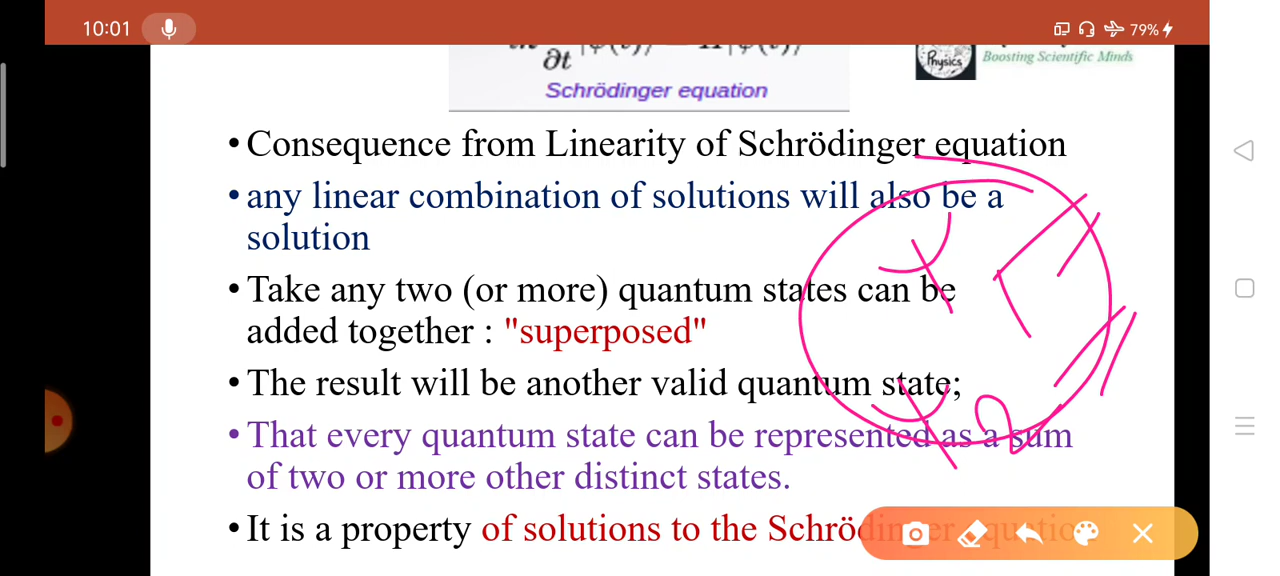 10:01
79%
∂t
Physics
Boosting Scientific Minds
Schrödinger equation
•Consequence from Linearity of Schrödinger equation
•any linear combination of solutions will also be a
solution
•Take any two (or more) quantum states can be
added together : "superposed"
•The result will be another valid quantum state;
•That every quantum state can be represented as a sum
of two or more other distinct states.
•It is a property of solutions to the Schrödinger equation